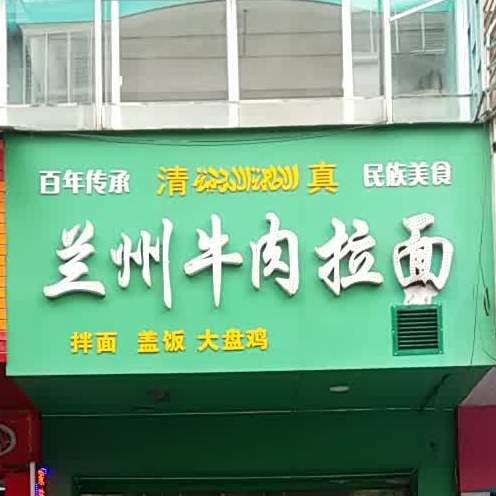 百年传承 清 真 民族美食
兰州牛肉拉面
拌面 盖饭 大盘鸡